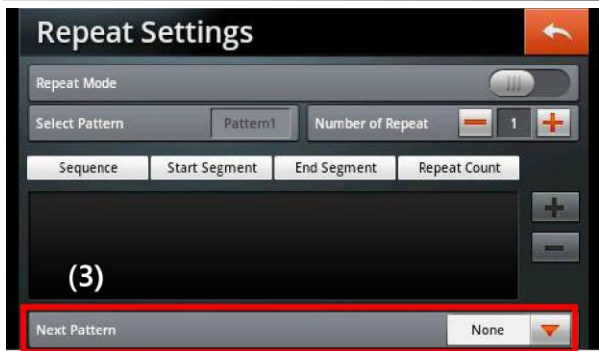 Repeat Settings
Repeat Mode
Select Pattern Pattern1 Number of Repeat 1
Sequence Start Segment End Segment Repeat Count
(3)
Next Pattern None